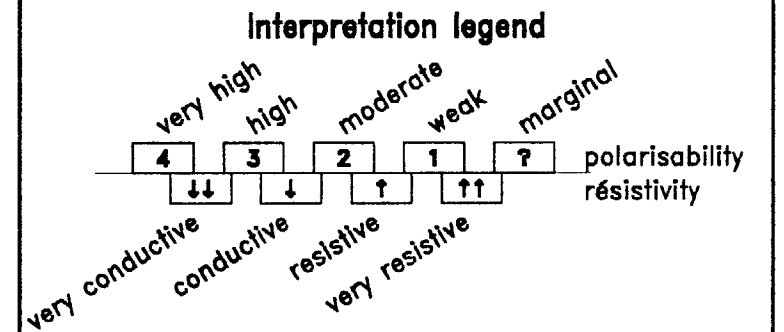 Interpretation legend
very high
high
moderate
weak
marginal
4 3 2 1 ? polarisability
↓↓ ↓ ↑ ↑↑ résistivity
very conductive
conductive
resistive
very resistive